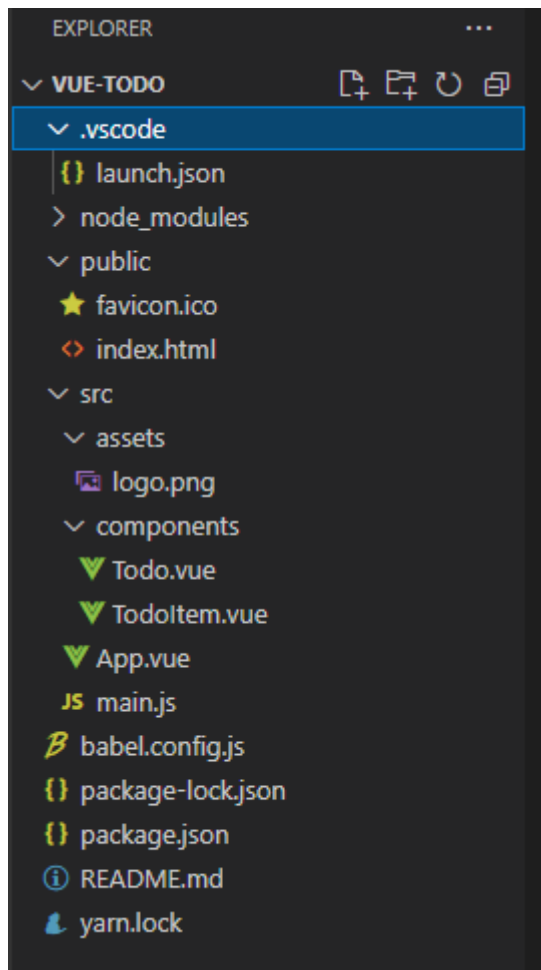 EXPLORER ...
VUE-TODO
.vscode
{} launch.json
node_modules
public
favicon.ico
<> index.html
src
assets
logo.png
components
Todo.vue
TodoItem.vue
App.vue
JS main.js
babel.config.js
{} package-lock.json
{} package.json
README.md
yarn.lock